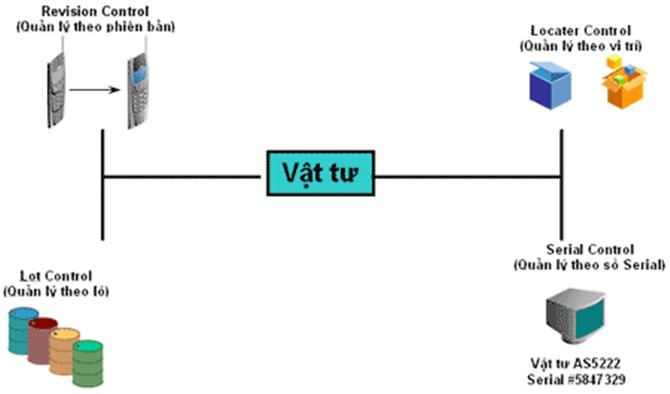 Revision Control
(Quản lý theo phiên bản)
Locater Control
(Quản lý theo vị trí)
Vật tư
Lot Control
(Quản lý theo lô)
Serial Control
(Quản lý theo số Serial)
Vật tư AS5222
Serial #5847329